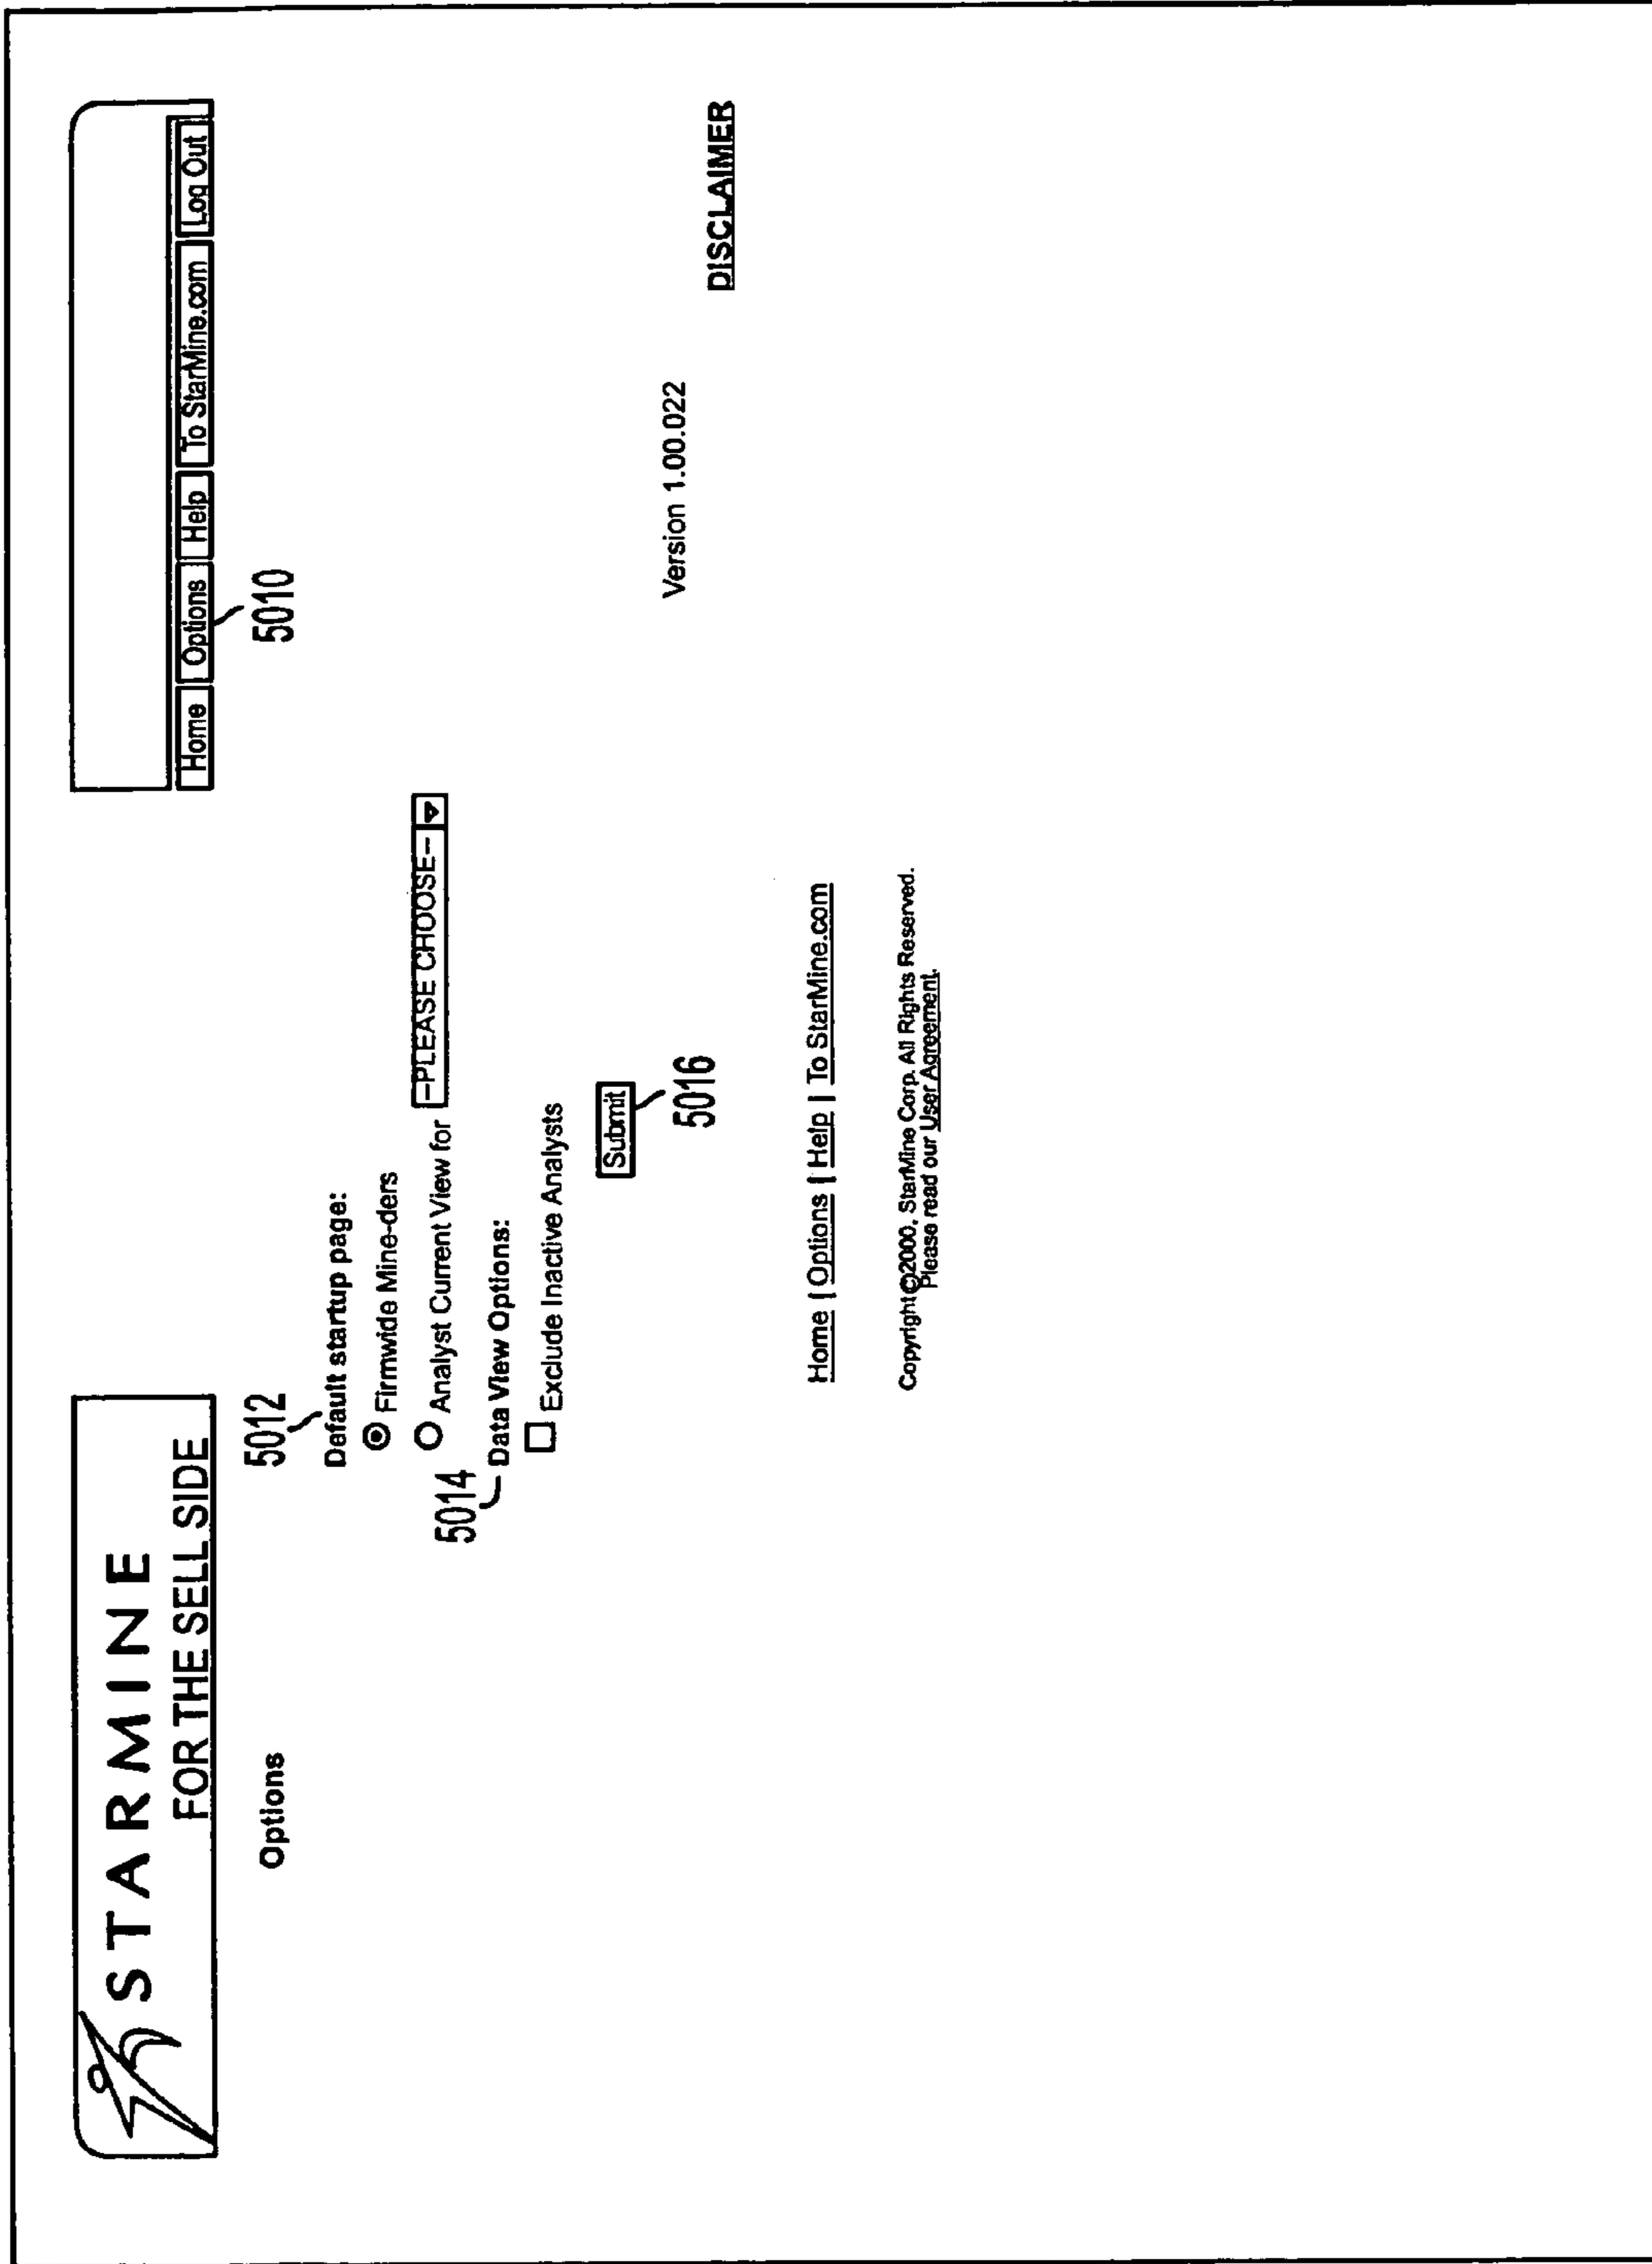 STARMINE
FOR THE SELL SIDE
Home Options Help To StarMine.com Log Out
5010
Options
5012
Default startup page:
Firmwide Mine-ders
Analyst Current View for --PLEASE CHOOSE--
5014
Data View Options:
Exclude Inactive Analysts
Submit
5016
Version 1.00.022
DISCLAIMER
Home | Options | Help | To StarMine.com
Copyright©2000, StarMine Corp. All Rights Reserved.
Please read our User Agreement.